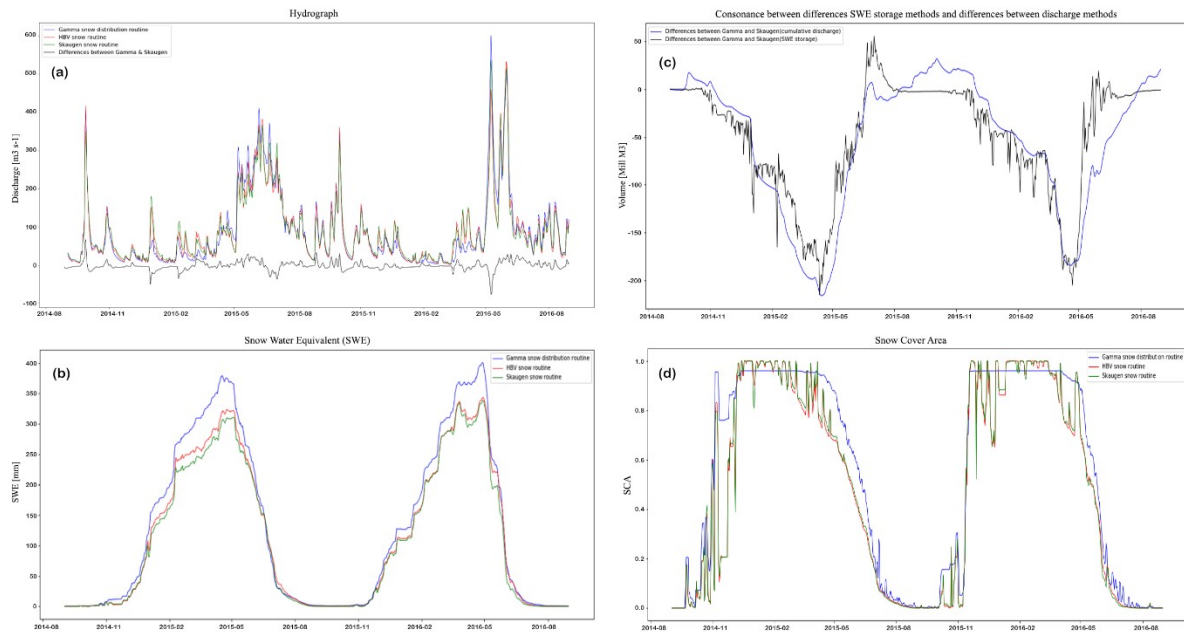 Hydrograph
Gamma snow distribution routine
HBV snow routine
Skaugen snow routine
Differences between Gamma & Skaugen
(a)
Discharge [m3 s-1]
600
500
400
300
200
100
0
-100
2014-08 2014-11 2015-02 2015-05 2015-08 2015-11 2016-02 2016-05 2016-08
Consonance between differences SWE storage methods and differences between discharge methods
Differences between Gamma and Skaugen(cumulative discharge)
Differences between Gamma and Skaugen(SWE storage)
(c)
Volume [Mill M3]
50
0
-50
-100
-150
-200
2014-08 2014-11 2015-02 2015-05 2015-08 2015-11 2016-02 2016-05 2016-08
Snow Water Equivalent (SWE)
Gamma snow distribution routine
HBV snow routine
Skaugen snow routine
(b)
SWE [mm]
400
350
300
250
200
150
100
50
0
2014-08 2014-11 2015-02 2015-05 2015-08 2015-11 2016-02 2016-05 2016-08
Snow Cover Area
Gamma snow distribution routine
HBV snow routine
Skaugen snow routine
(d)
SCA
1.0
0.8
0.6
0.4
0.2
0.0
2014-08 2014-11 2015-02 2015-05 2015-08 2015-11 2016-02 2016-05 2016-08